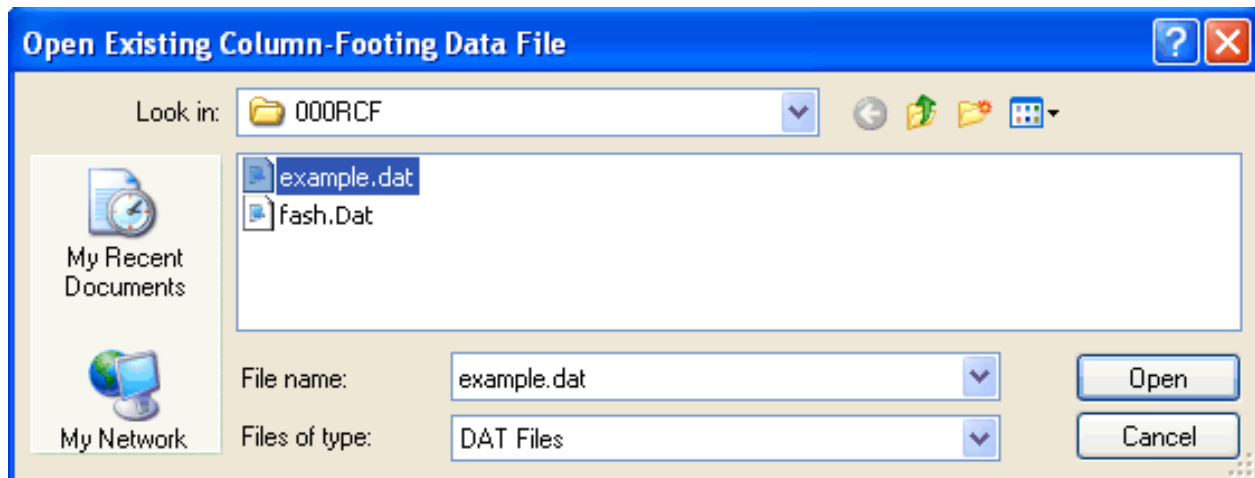 Open Existing Column-Footing Data File
Look in: 000RCF
example.dat
fash.Dat
My Recent
Documents
My Network
File name: example.dat
Open
Files of type: DAT Files
Cancel